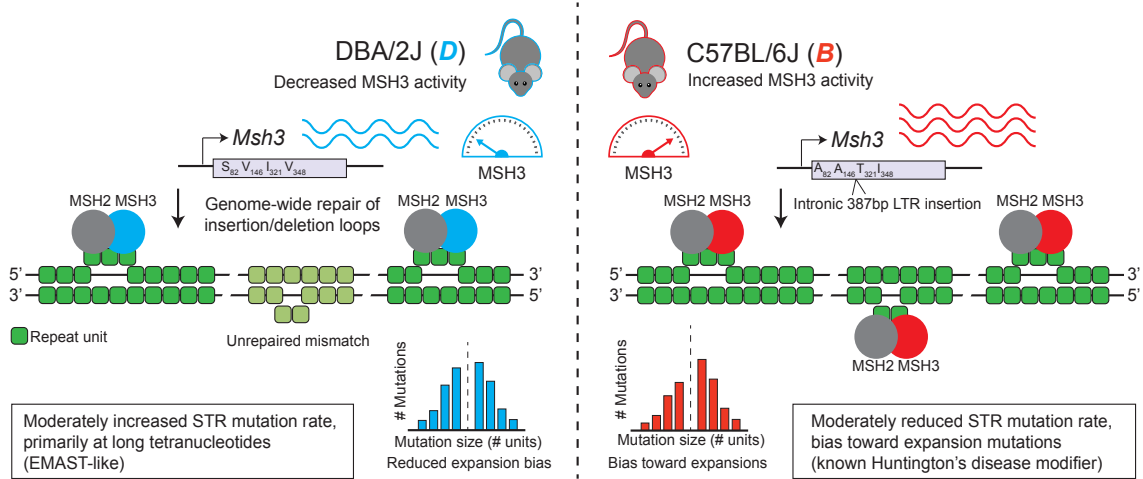 DBA/2J (D)
Decreased MSH3 activity
Msh3
S82 V146 I321 V348
MSH3
Genome-wide repair of
insertion/deletion loops
MSH2 MSH3
MSH2 MSH3
5’
3’
3’
5’
Repeat unit
Unrepaired mismatch
# Mutations
Mutation size (# units)
Reduced expansion bias
Moderately increased STR mutation rate,
primarily at long tetranucleotides
(EMAST-like)
C57BL/6J (B)
Increased MSH3 activity
MSH3
Msh3
A82 A146 T321 I348
Intronic 387bp LTR insertion
MSH2 MSH3
MSH2 MSH3
5’
3’
3’
5’
MSH2 MSH3
# Mutations
Mutation size (# units)
Bias toward expansions
Moderately reduced STR mutation rate,
bias toward expansion mutations
(known Huntington’s disease modifier)